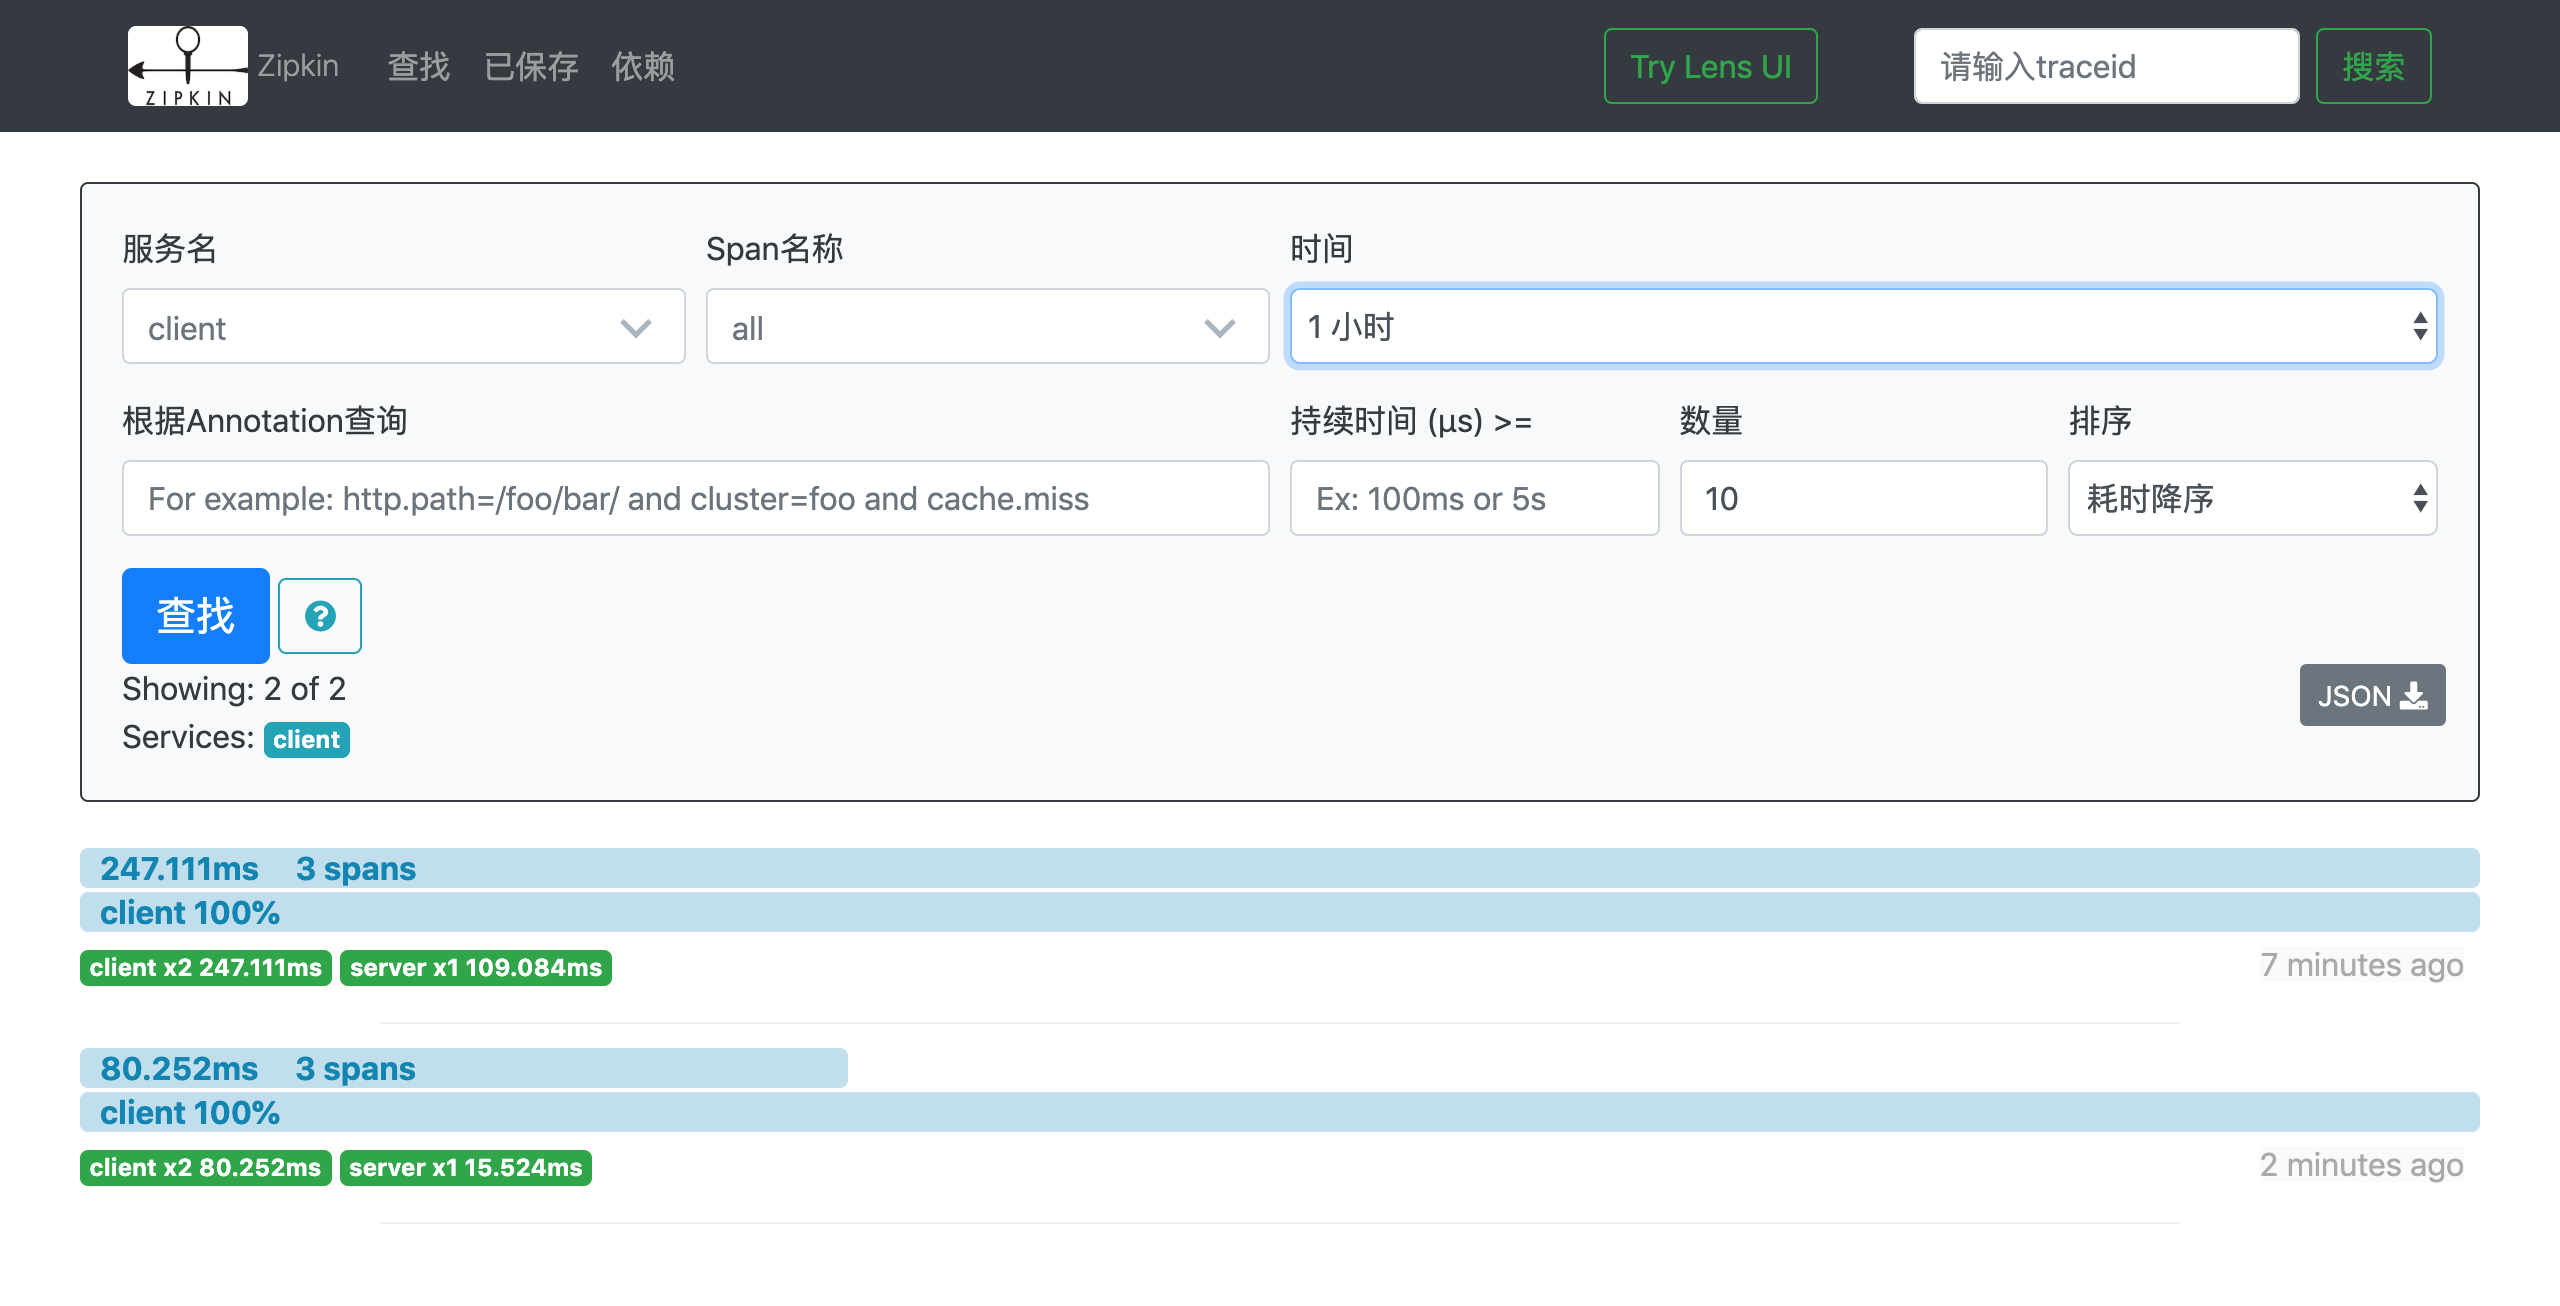 ZIPKIN Zipkin 查找 已保存 依赖 Try Lens UI 请输入traceid 搜索
服务名 Span名称 时间
client all 1 小时
根据Annotation查询 持续时间 (μs) >= 数量 排序
For example: http.path=/foo/bar/ and cluster=foo and cache.miss Ex: 100ms or 5s 10 耗时降序
查找
Showing: 2 of 2
JSON
Services: client
247.111ms 3 spans
client 100%
client x2 247.111ms server x1 109.084ms 7 minutes ago
80.252ms 3 spans
client 100%
client x2 80.252ms server x1 15.524ms 2 minutes ago